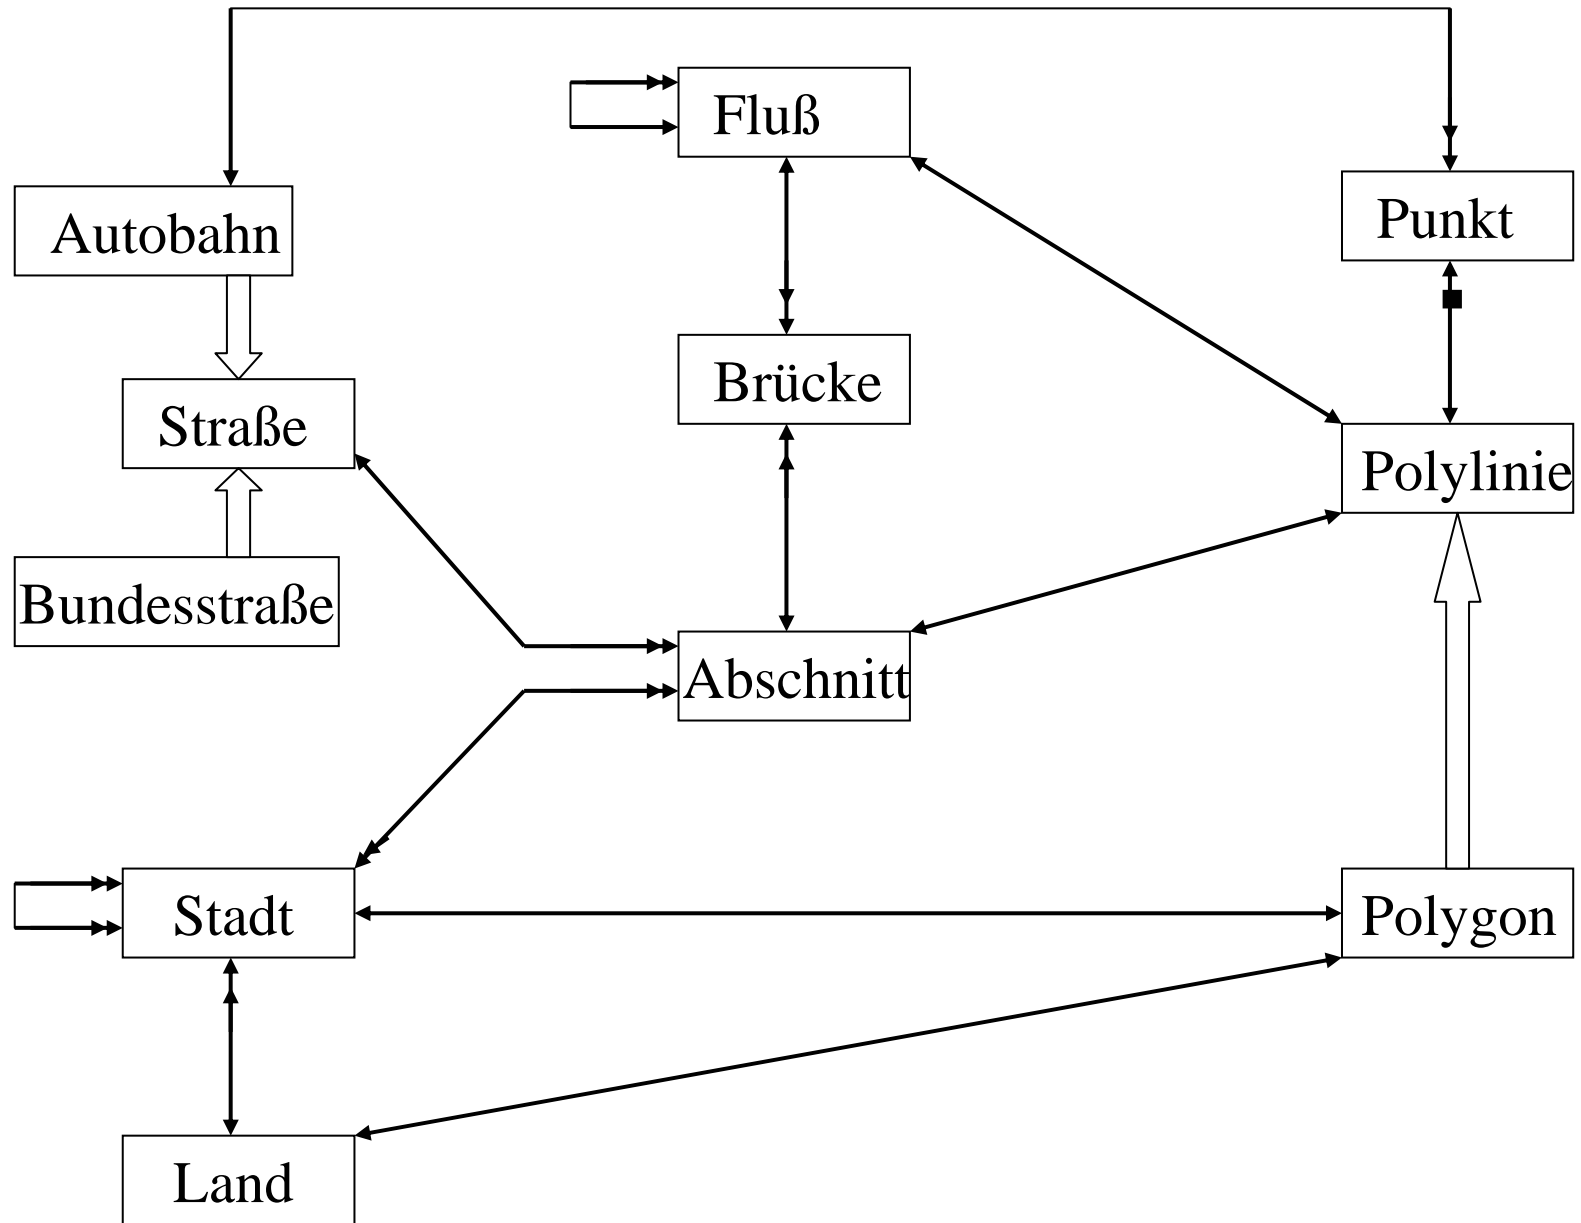 Fluß
Punkt
Autobahn
Brücke
Straße
Polylinie
Bundesstraße
Abschnitt
Stadt
Polygon
Land